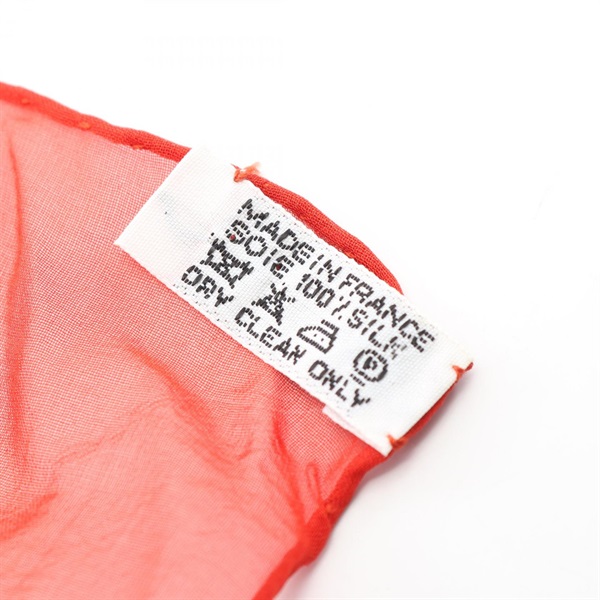 MADE IN FRANCE
SOIE 100% SILK
DRY CLEAN ONLY